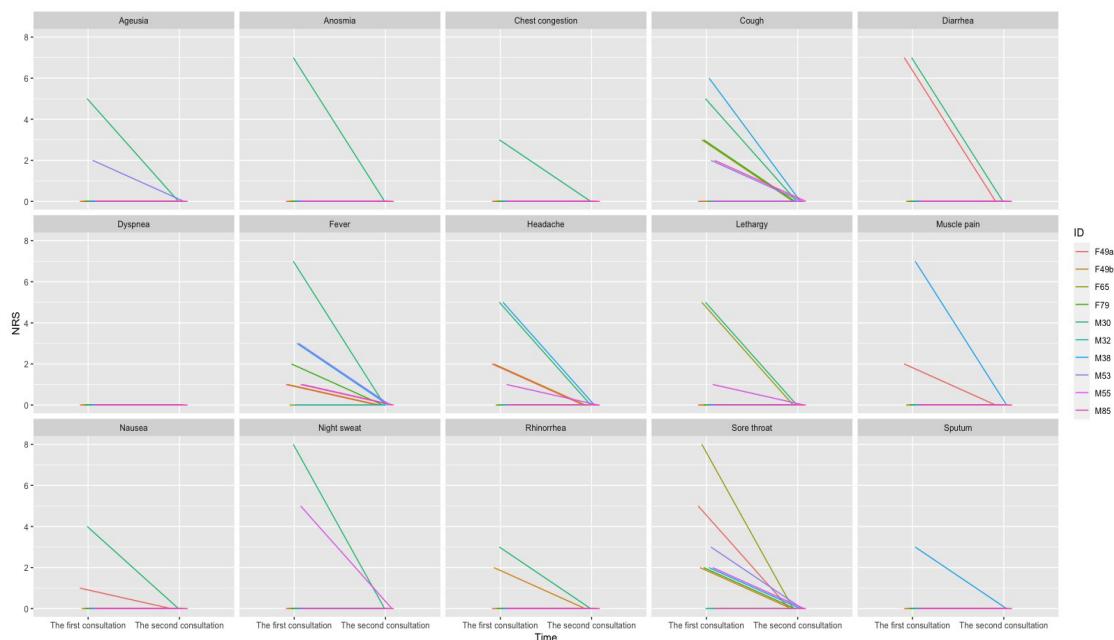 Ageusia
Anosmia
Chest congestion
Cough
Diarrhea
8
6
4
2
0
Dyspnea
Fever
Headache
Lethargy
Muscle pain
8
6
4
2
0
NRS
Nausea
Night sweat
Rhinorrhea
Sore throat
Sputum
8
6
4
2
0
The first consultation The second consultation
The first consultation The second consultation
The first consultation The second consultation
The first consultation The second consultation
The first consultation The second consultation
Time
ID
F49a
F49b
F65
F79
M30
M32
M38
M53
M55
M85